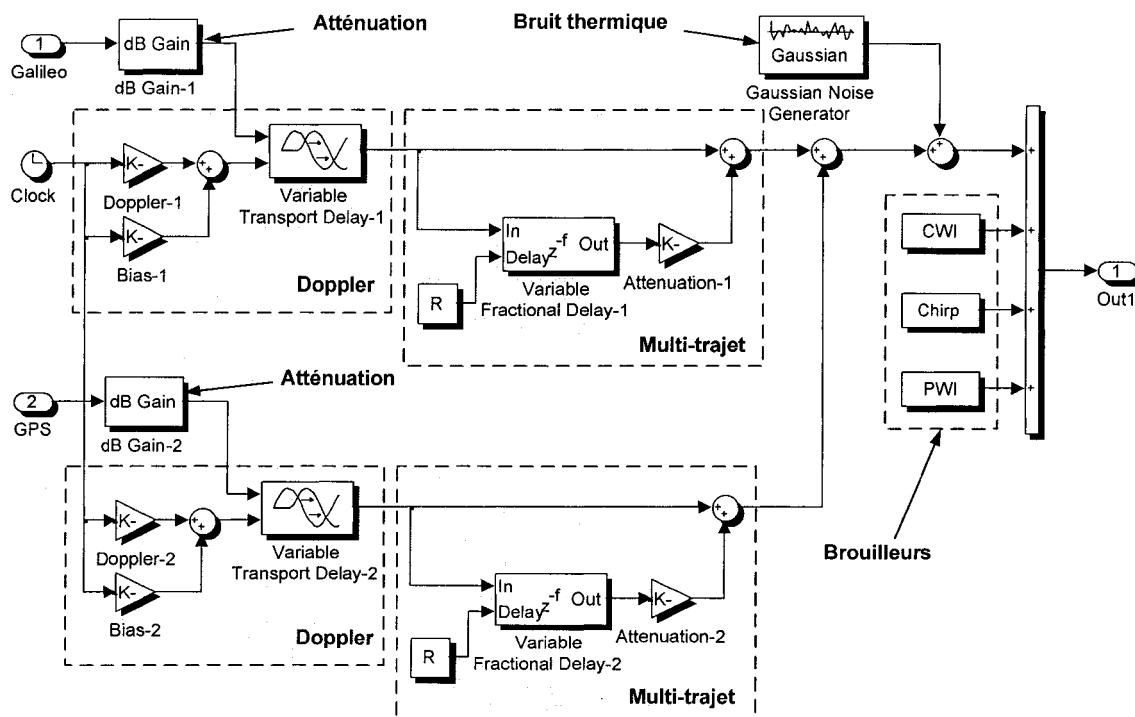 Atténuation
Bruit thermique
1
Galileo
dB Gain
dB Gain-1
Gaussian
Gaussian Noise
Generator
Clock
K-
Doppler-1
K-
Bias-1
+
+
Variable
Transport Delay-1
Doppler
In
Delay
z-f
Out
Variable
Fractional Delay-1
R
K-
Attenuation-1
+
+
Multi-trajet
+
+
+
+
CWI
Chirp
PWI
+
+
+
+
1
Out1
Brouilleurs
Atténuation
2
GPS
dB Gain
dB Gain-2
K-
Doppler-2
K-
Bias-2
+
+
Variable
Transport Delay-2
Doppler
In
Delay
z-f
Out
Variable
Fractional Delay-2
R
K-
Attenuation-2
+
+
Multi-trajet